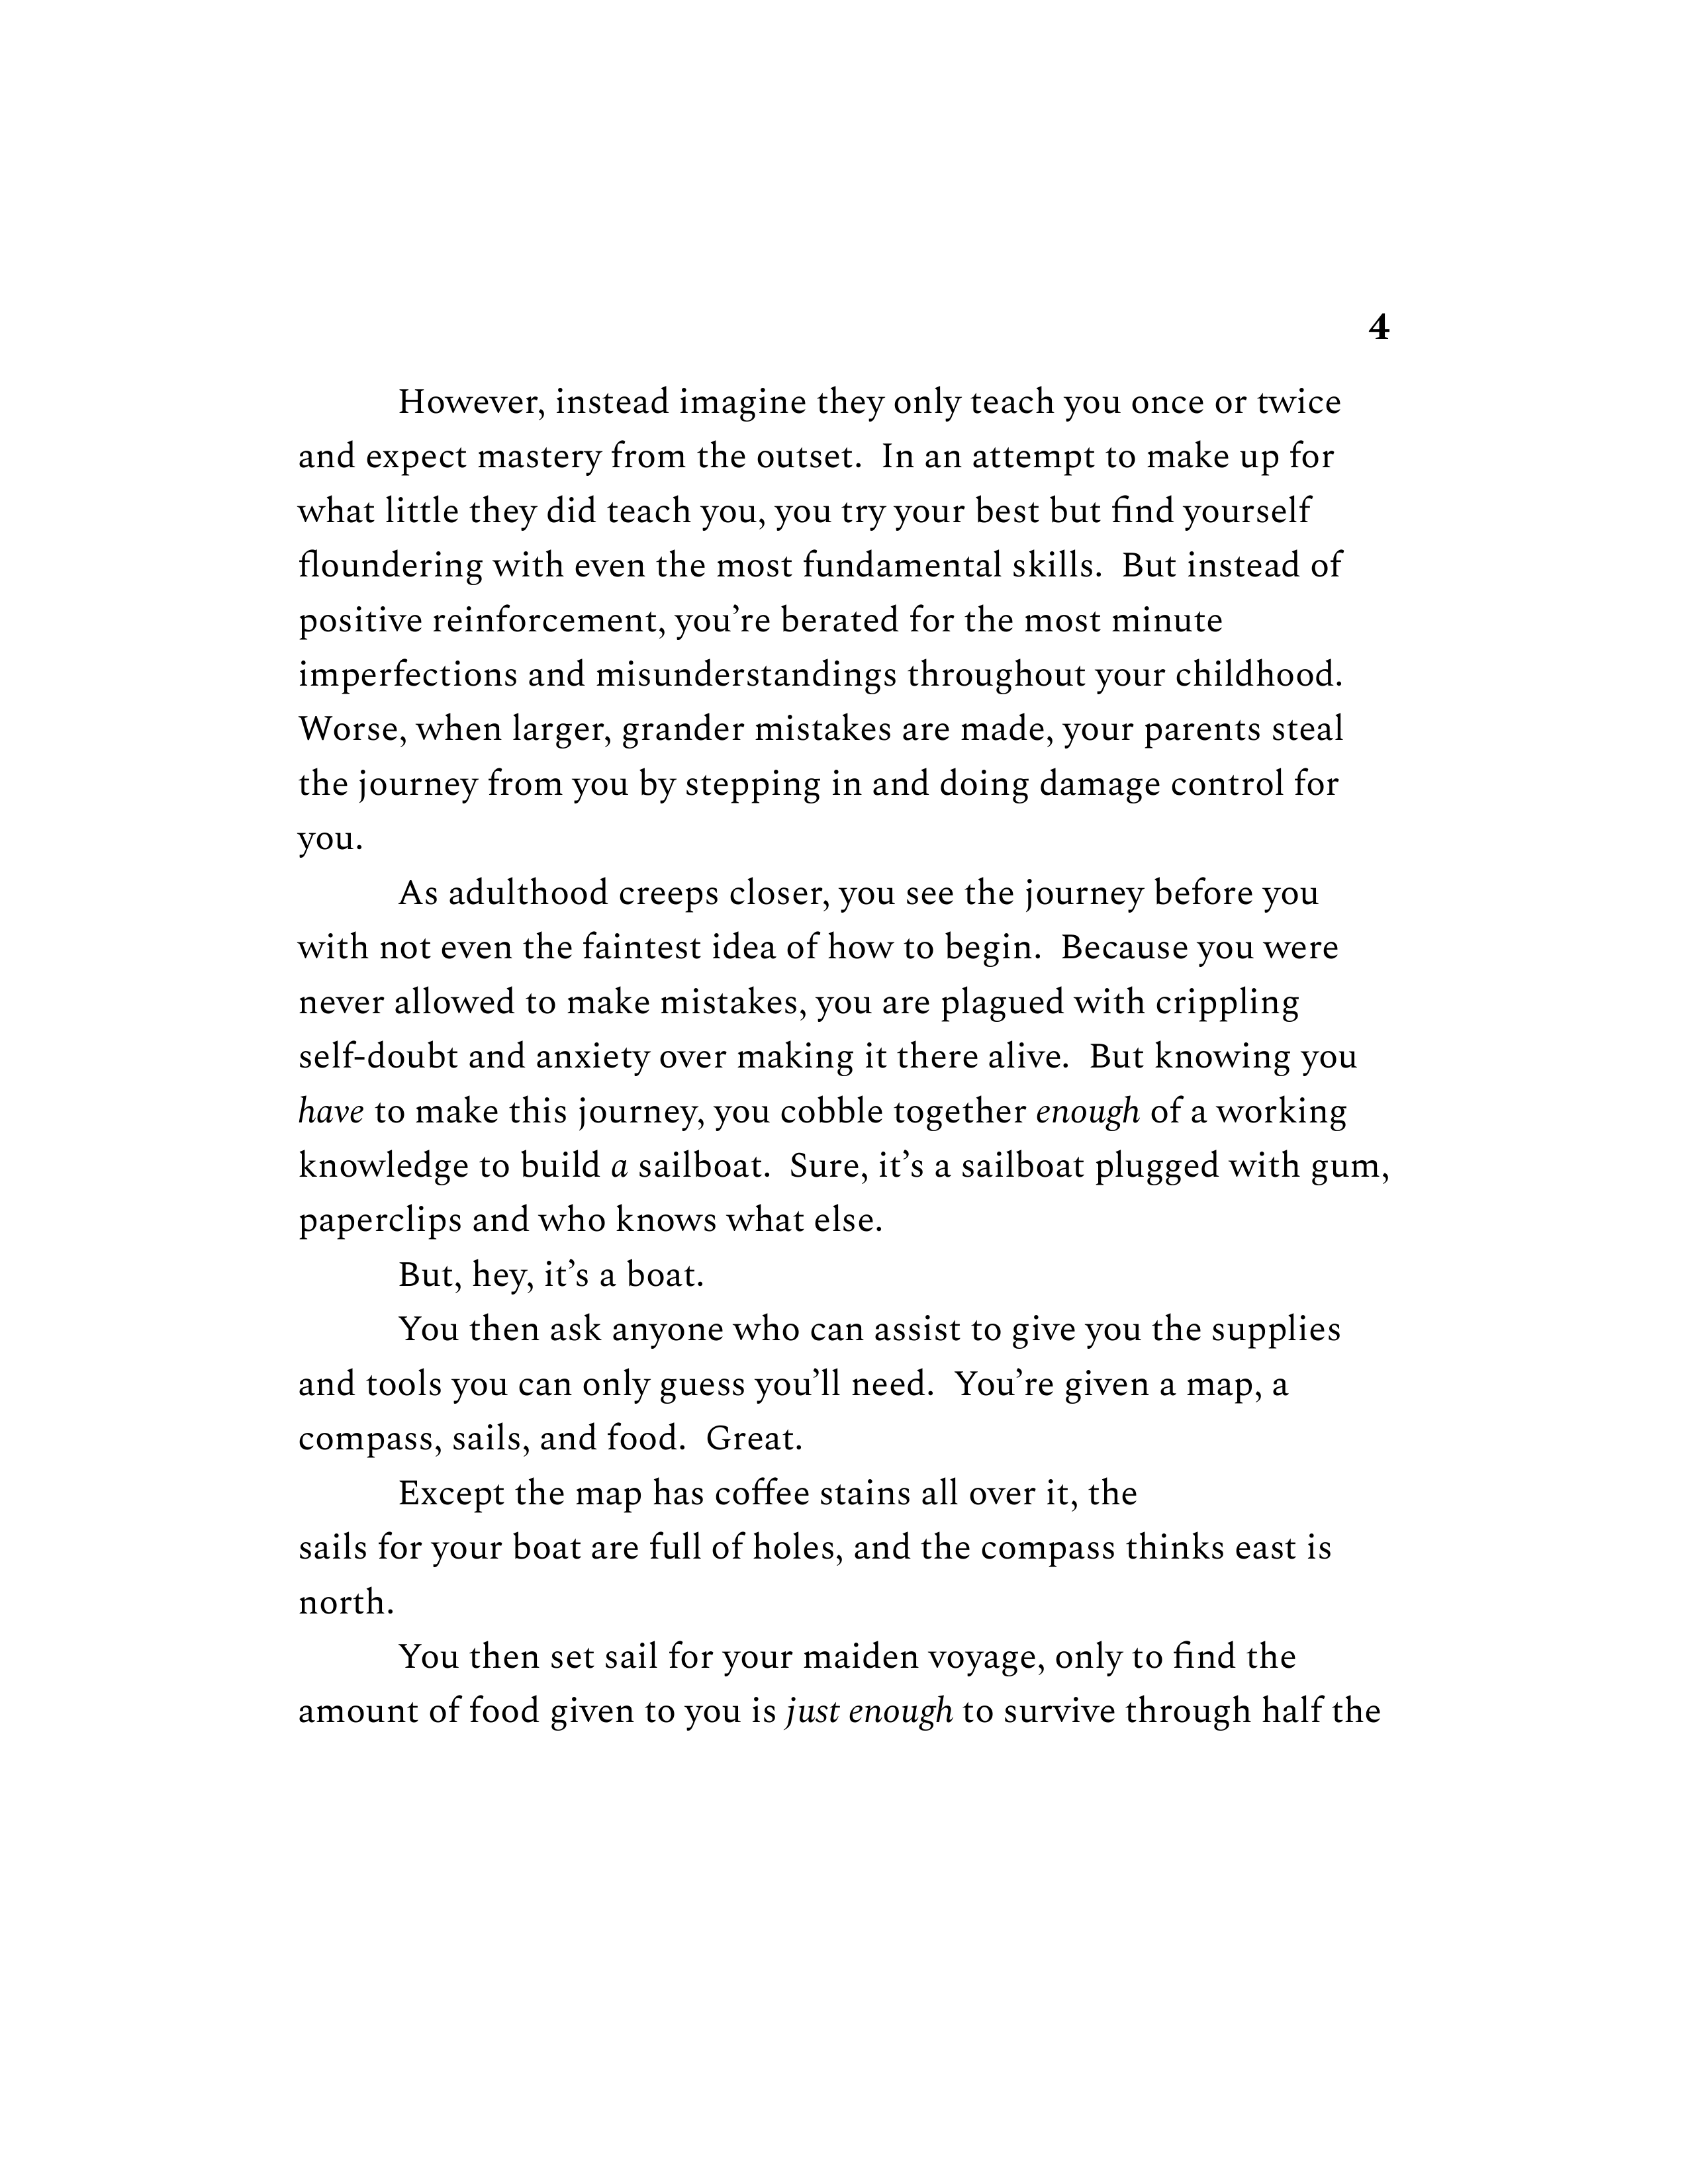 4
However, instead imagine they only teach you once or twice
and expect mastery from the outset.  In an attempt to make up for
what little they did teach you, you try your best but find yourself
floundering with even the most fundamental skills.  But instead of
positive reinforcement, you’re berated for the most minute
imperfections and misunderstandings throughout your childhood.
Worse, when larger, grander mistakes are made, your parents steal
the journey from you by stepping in and doing damage control for
you.
As adulthood creeps closer, you see the journey before you
with not even the faintest idea of how to begin.  Because you were
never allowed to make mistakes, you are plagued with crippling
self-doubt and anxiety over making it there alive.  But knowing you
have to make this journey, you cobble together enough of a working
knowledge to build a sailboat.  Sure, it’s a sailboat plugged with gum,
paperclips and who knows what else.
But, hey, it’s a boat.
You then ask anyone who can assist to give you the supplies
and tools you can only guess you’ll need.  You’re given a map, a
compass, sails, and food.  Great.
Except the map has coffee stains all over it, the
sails for your boat are full of holes, and the compass thinks east is
north.
You then set sail for your maiden voyage, only to find the
amount of food given to you is just enough to survive through half the